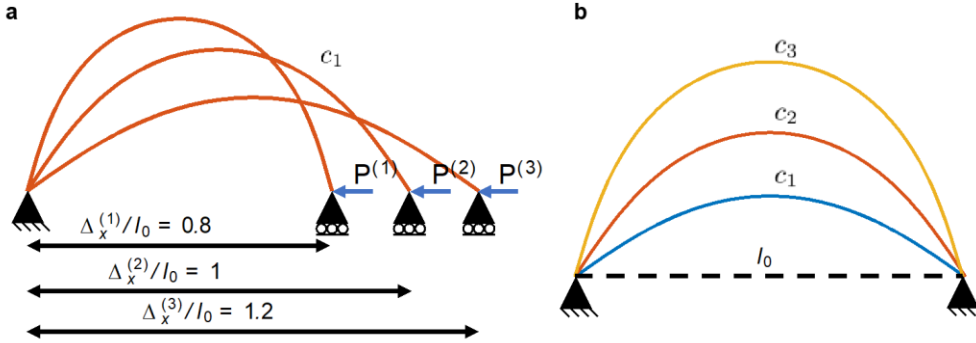 a
c₁
P⁽¹⁾ P⁽²⁾ P⁽³⁾
Δₓ⁽¹⁾/l₀ = 0.8
Δₓ⁽²⁾/l₀ = 1
Δₓ⁽³⁾/l₀ = 1.2
b
c₃
c₂
c₁
l₀